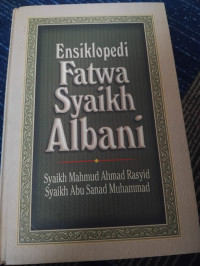 Ensiklopedi
Fatwa
Syaikh
Albani
Syaikh Mahmud Ahmad Rasyid
Syaikh Abu Sanad Muhammad